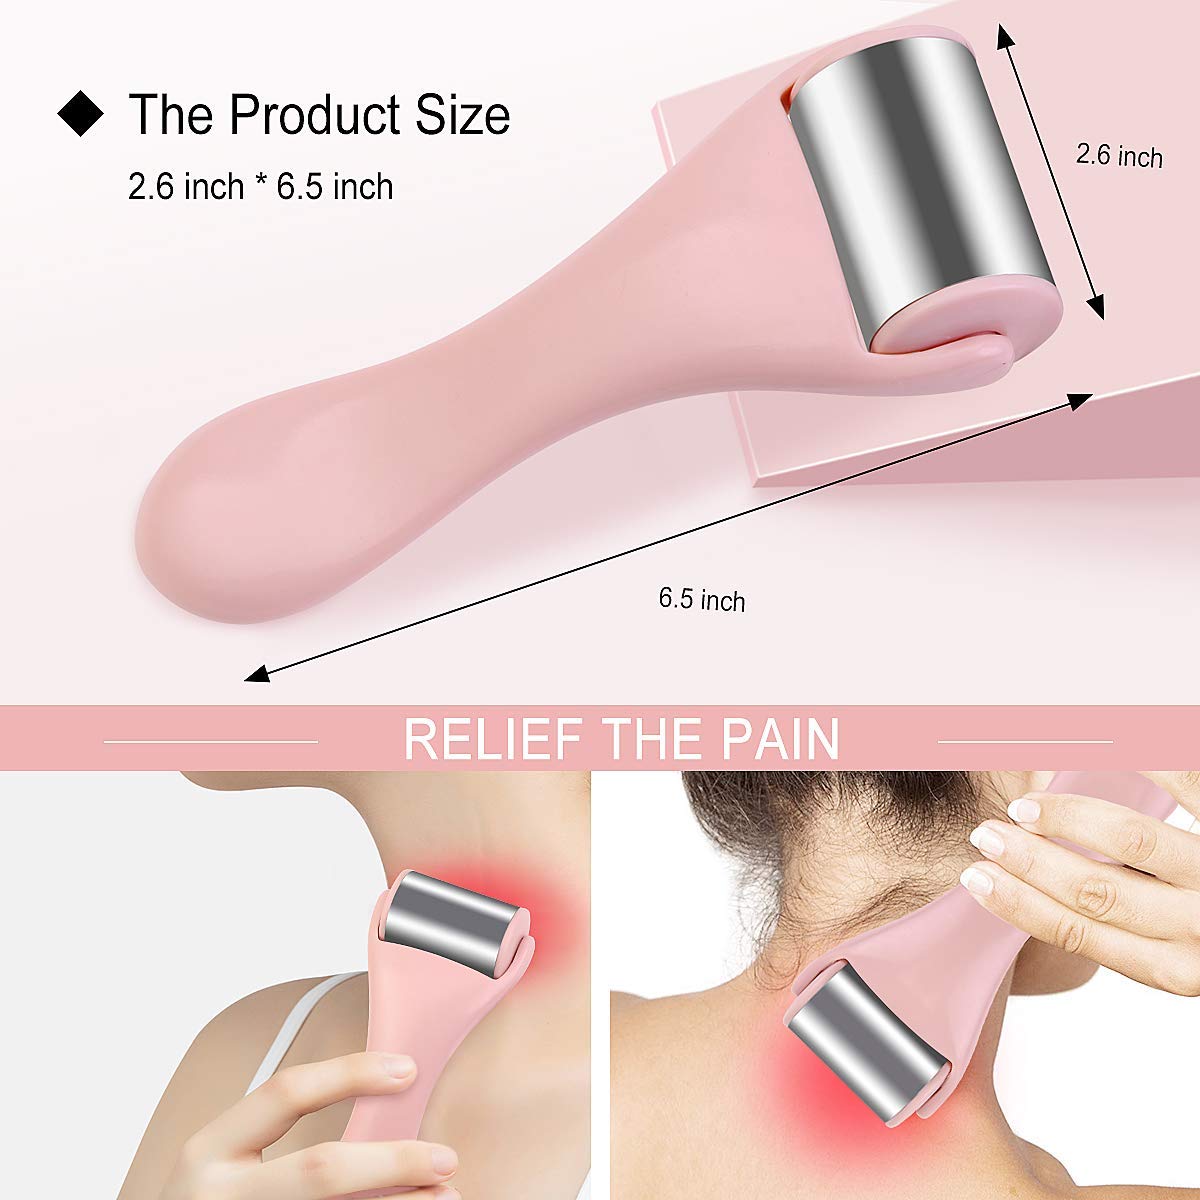 The Product Size
2.6 inch * 6.5 inch
2.6 inch
6.5 inch
RELIEF THE PAIN